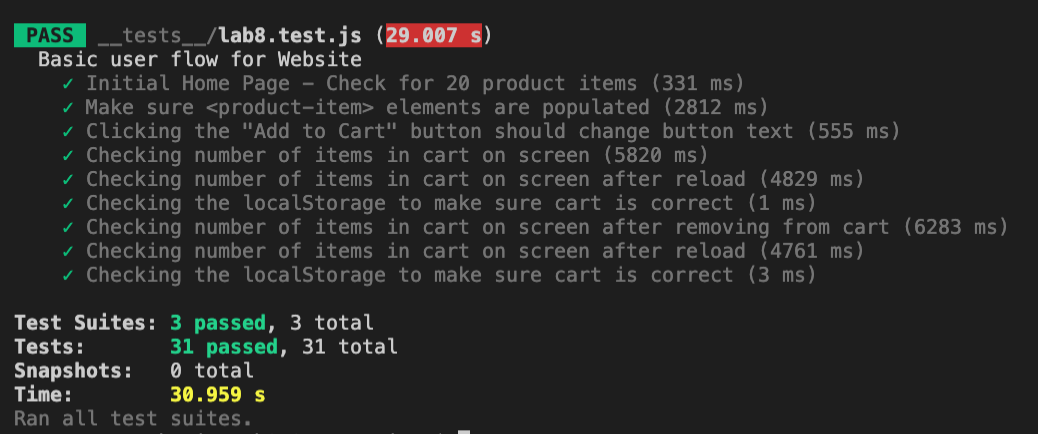 PASS __tests__/lab8.test.js (29.007 s)
Basic user flow for Website
✓ Initial Home Page – Check for 20 product items (331 ms)
✓ Make sure <product-item> elements are populated (2812 ms)
✓ Clicking the "Add to Cart" button should change button text (555 ms)
✓ Checking number of items in cart on screen (5820 ms)
✓ Checking number of items in cart on screen after reload (4829 ms)
✓ Checking the localStorage to make sure cart is correct (1 ms)
✓ Checking number of items in cart on screen after removing from cart (6283 ms)
✓ Checking number of items in cart on screen after reload (4761 ms)
✓ Checking the localStorage to make sure cart is correct (3 ms)
Test Suites: 3 passed, 3 total
Tests: 31 passed, 31 total
Snapshots: 0 total
Time: 30.959 s
Ran all test suites.